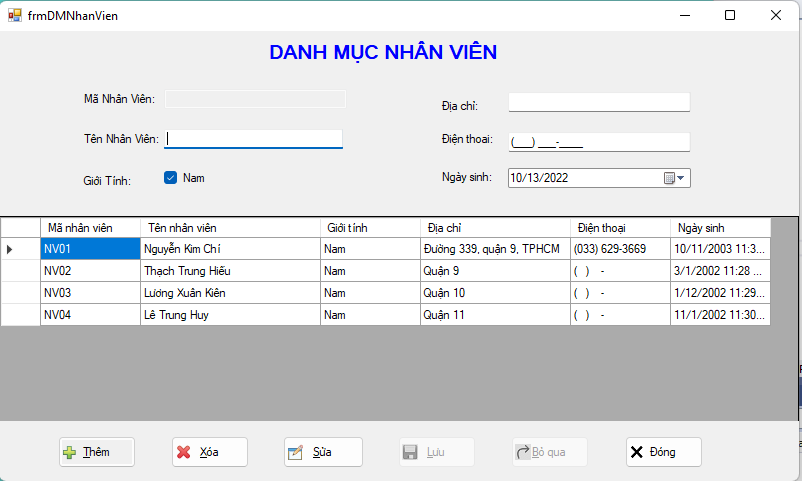 frmDMNhanVien
DANH MỤC NHÂN VIÊN
Mã Nhân Viên:
Địa chỉ:
Tên Nhân Viên:
Điện thoai: (___) ___-____
Giới Tính: Nam
Ngày sinh: 10/13/2022
Mã nhân viên Tên nhân viên Giới tính Địa chỉ Điện thoại Ngày sinh
NV01 Nguyễn Kim Chí Nam Đường 339, quận 9, TPHCM (033) 629-3669 10/11/2003 11:3...
NV02 Thạch Trung Hiếu Nam Quận 9 ( ) - 3/1/2002 11:28 ...
NV03 Lương Xuân Kiên Nam Quận 10 ( ) - 1/12/2002 11:29...
NV04 Lê Trung Huy Nam Quận 11 ( ) - 11/1/2002 11:30...
Thêm Xóa Sửa Lưu Bỏ qua Đóng